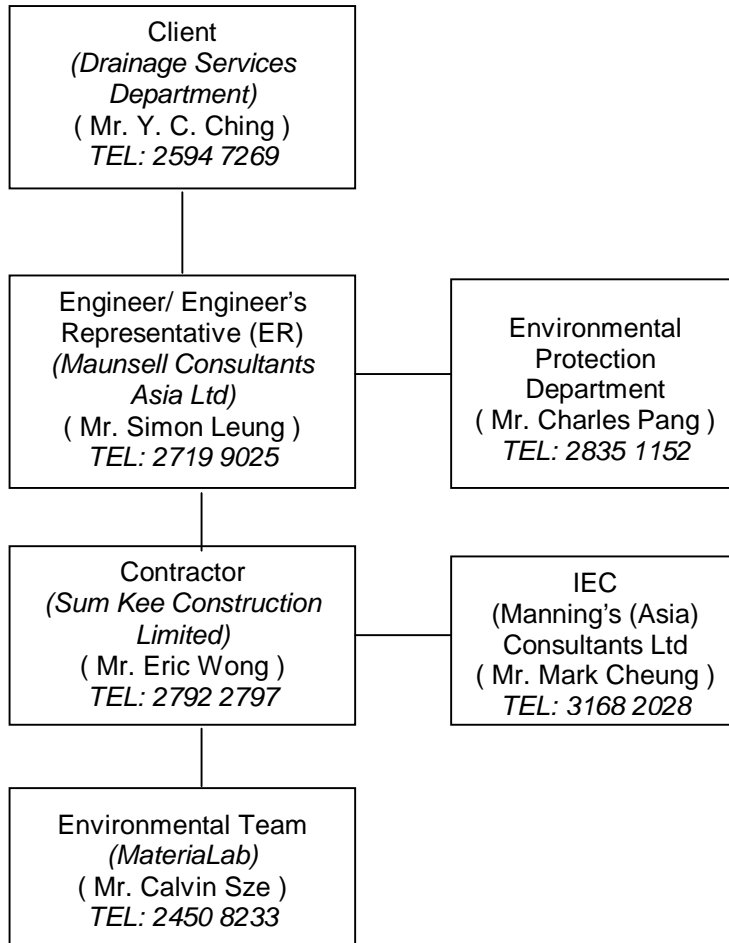 Client
(Drainage Services
Department)
( Mr. Y. C. Ching )
TEL: 2594 7269
Engineer/ Engineer's
Representative (ER)
(Maunsell Consultants
Asia Ltd)
( Mr. Simon Leung )
TEL: 2719 9025
Environmental
Protection
Department
( Mr. Charles Pang )
TEL: 2835 1152
Contractor
(Sum Kee Construction
Limited)
( Mr. Eric Wong )
TEL: 2792 2797
IEC
(Manning's (Asia)
Consultants Ltd
( Mr. Mark Cheung )
TEL: 3168 2028
Environmental Team
(MateriaLab)
( Mr. Calvin Sze )
TEL: 2450 8233